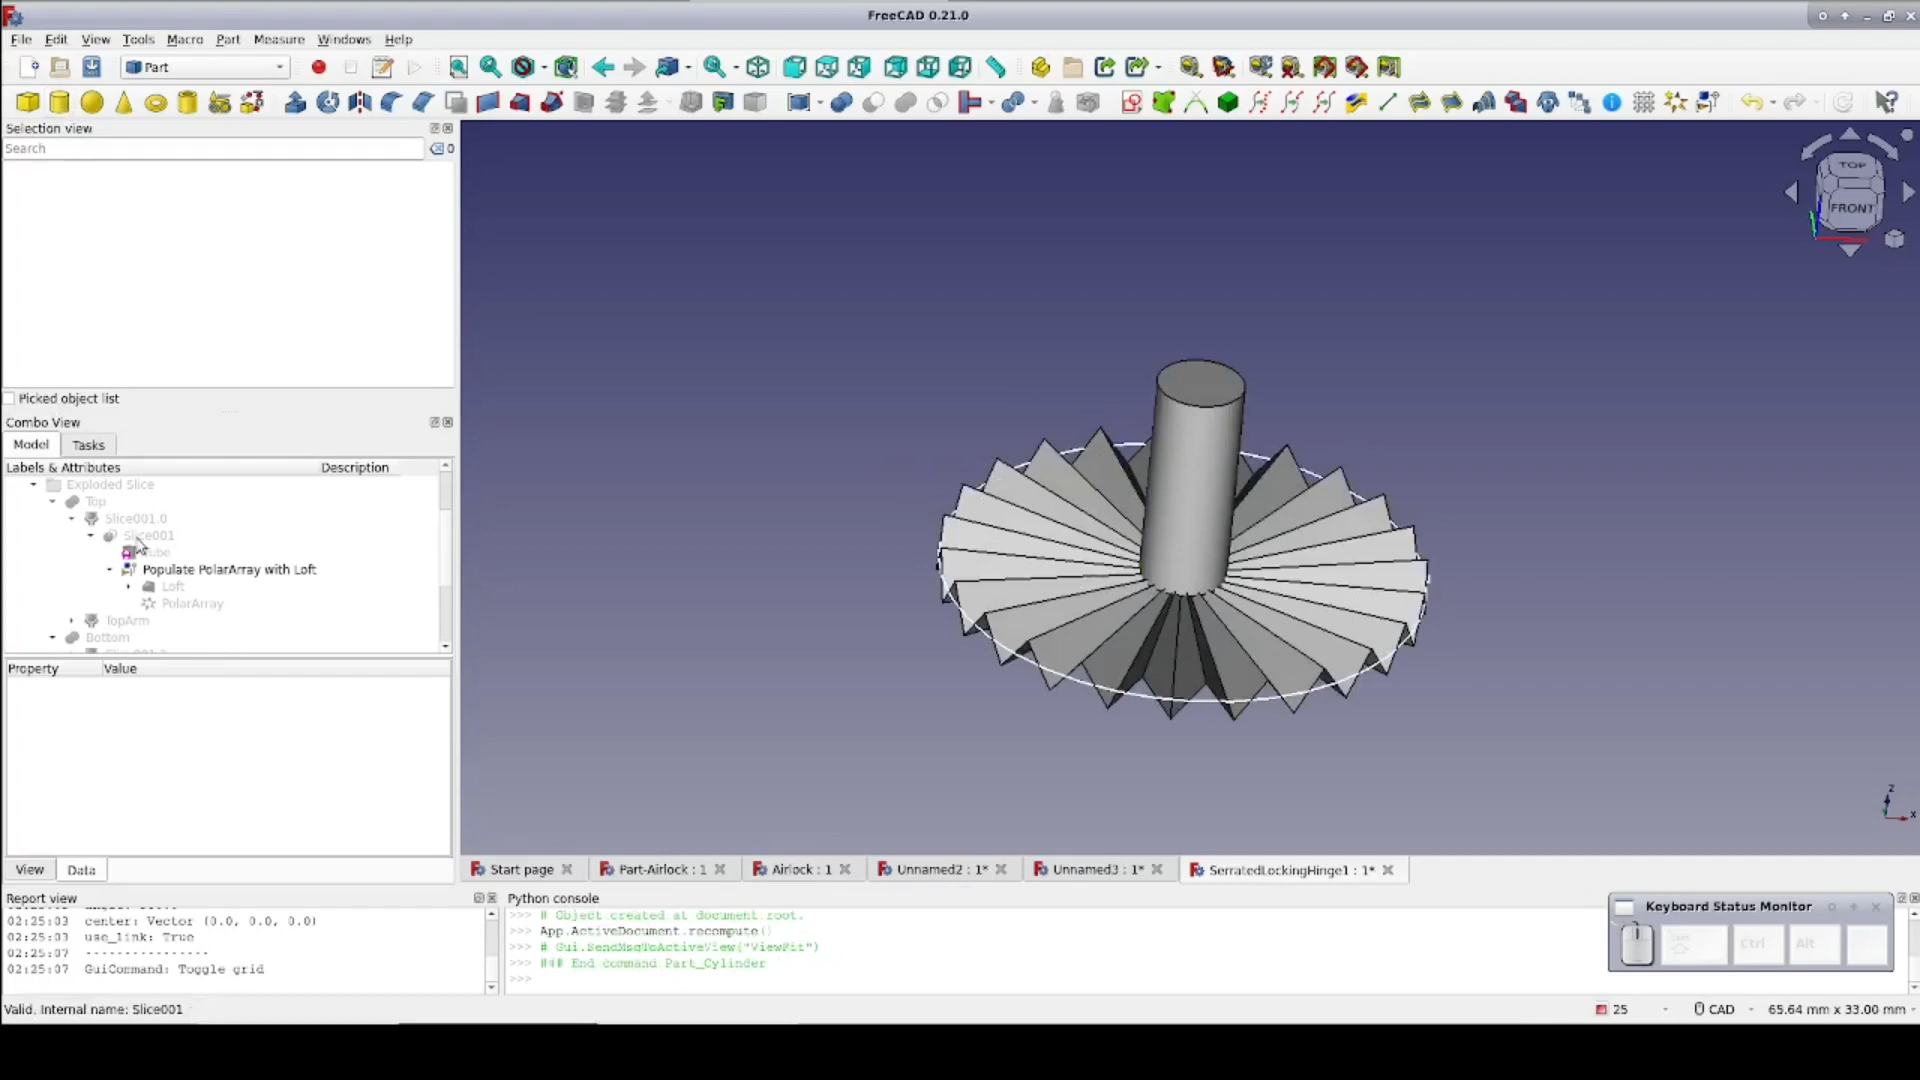 FreeCAD 0.21.0
File Edit View Tools Macro Part Measure Windows Help
Part
Selection view
Search
0
Picked object list
Combo View
Model Tasks
Labels & Attributes Description
Exploded Slice
Top
Slice001.0
Slice001
Populate PolarArray with Loft
Loft
PolarArray
TopArm
Bottom
Property Value
View Data
TOP
FRONT
Z
X
Start page
Part-Airlock : 1
Airlock : 1
Unnamed2 : 1*
Unnamed3 : 1*
SerratedLockingHinge1 : 1*
Report view
02:25:03 center: Vector (0.0, 0.0, 0.0)
02:25:03 use_link: True
02:25:07 ----------------
02:25:07 GuiCommand: Toggle grid
Python console
>>> # Object created at document root.
>>> App.ActiveDocument.recompute()
>>> # Gui.SendMsgToActiveView("ViewFit")
>>> ### End command Part_Cylinder
>>>
Keyboard Status Monitor
Ctrl Alt
Valid, Internal name: Slice001
25
CAD
65.64 mm x 33.00 mm